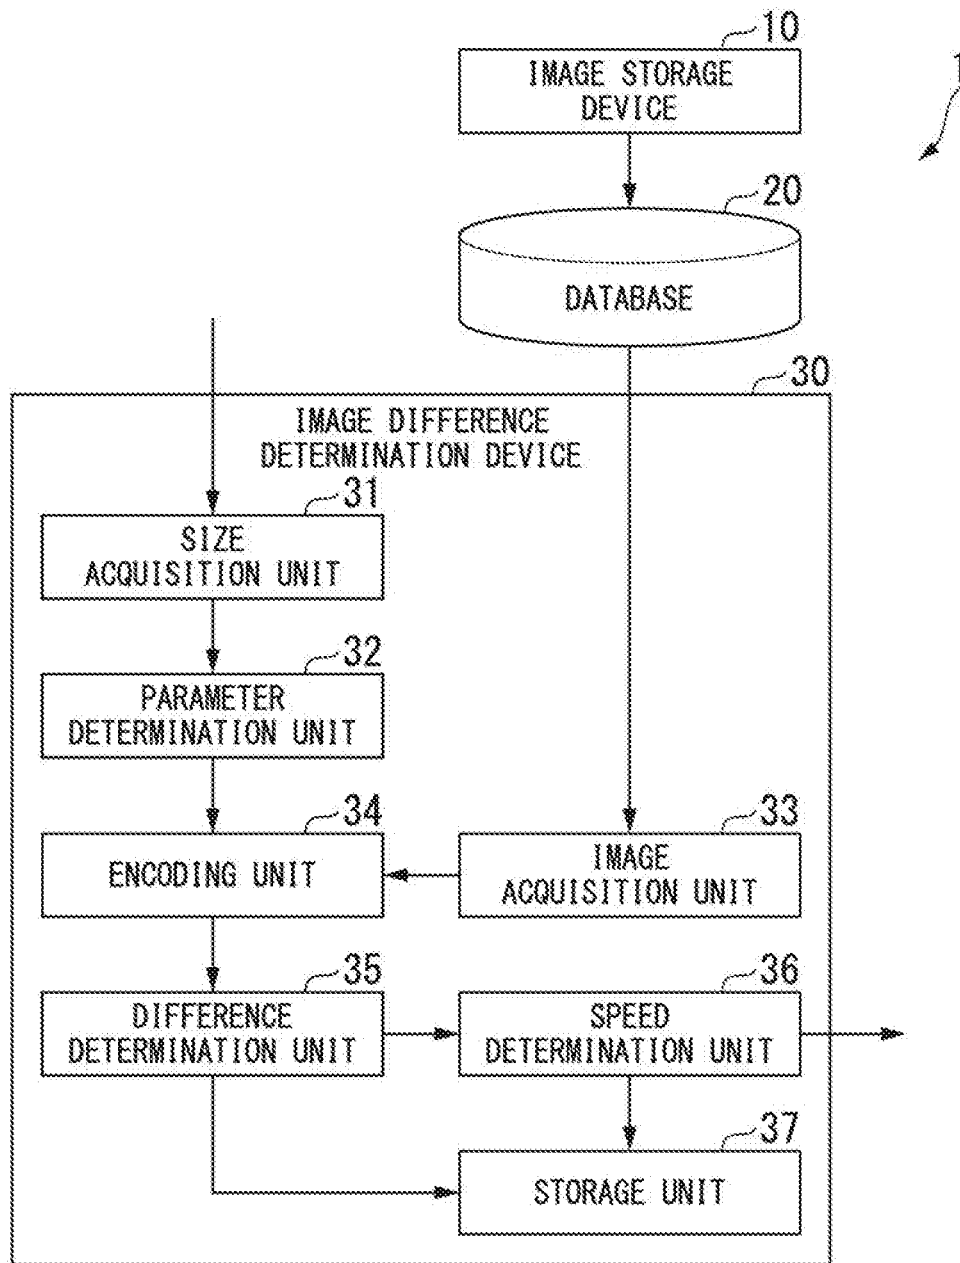 10
1
IMAGE STORAGE
DEVICE
20
DATABASE
30
IMAGE DIFFERENCE
DETERMINATION DEVICE
31
SIZE
ACQUISITION UNIT
32
PARAMETER
DETERMINATION UNIT
34
ENCODING UNIT
33
IMAGE
ACQUISITION UNIT
35
DIFFERENCE
DETERMINATION UNIT
36
SPEED
DETERMINATION UNIT
37
STORAGE UNIT